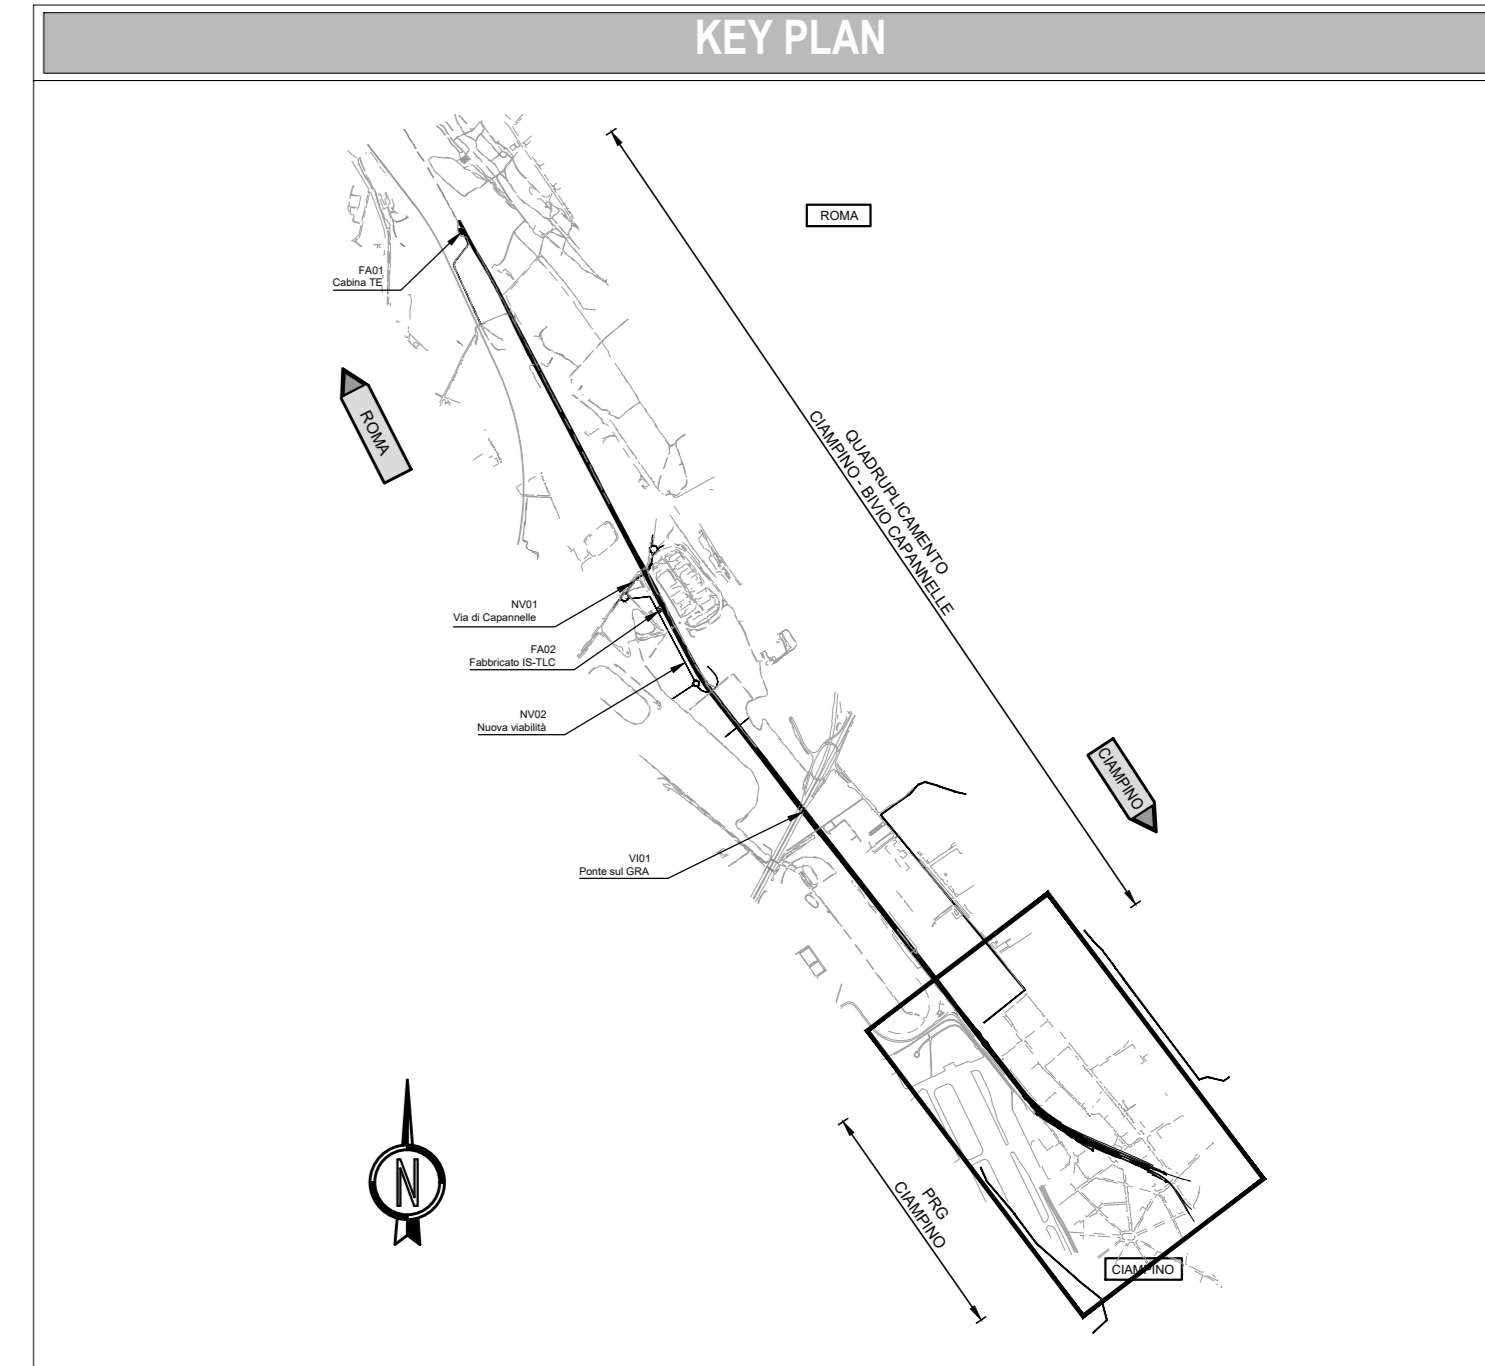 KEY PLAN
ROMA
FA01
Cabina TE
ROMA
QUADRUPLICAMENTO
CIAMPINO - BIVIO CAPANNELLE
NV01
Via di Capannelle
FA02
Fabbricato IS-TLC
NV02
Nuova viabilità
CIAMPINO
VI01
Ponte sul GRA
N
PRG
CIAMPINO
CIAMPINO